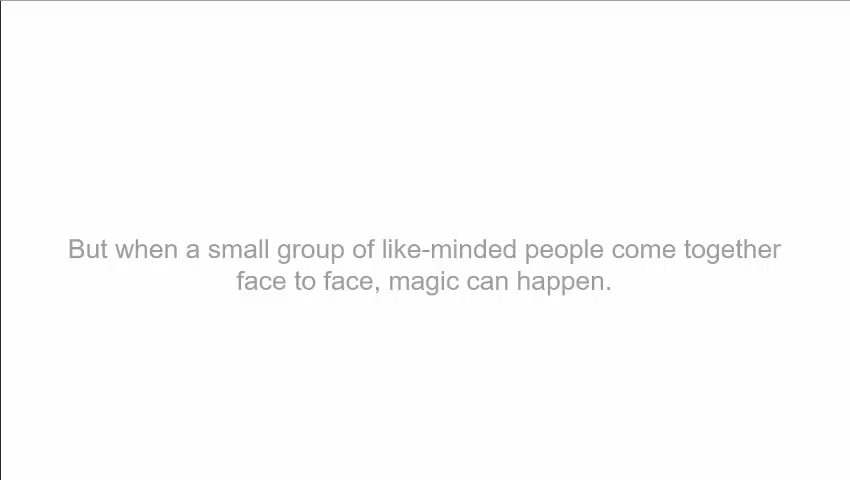 But when a small group of like-minded people come together
face to face, magic can happen.